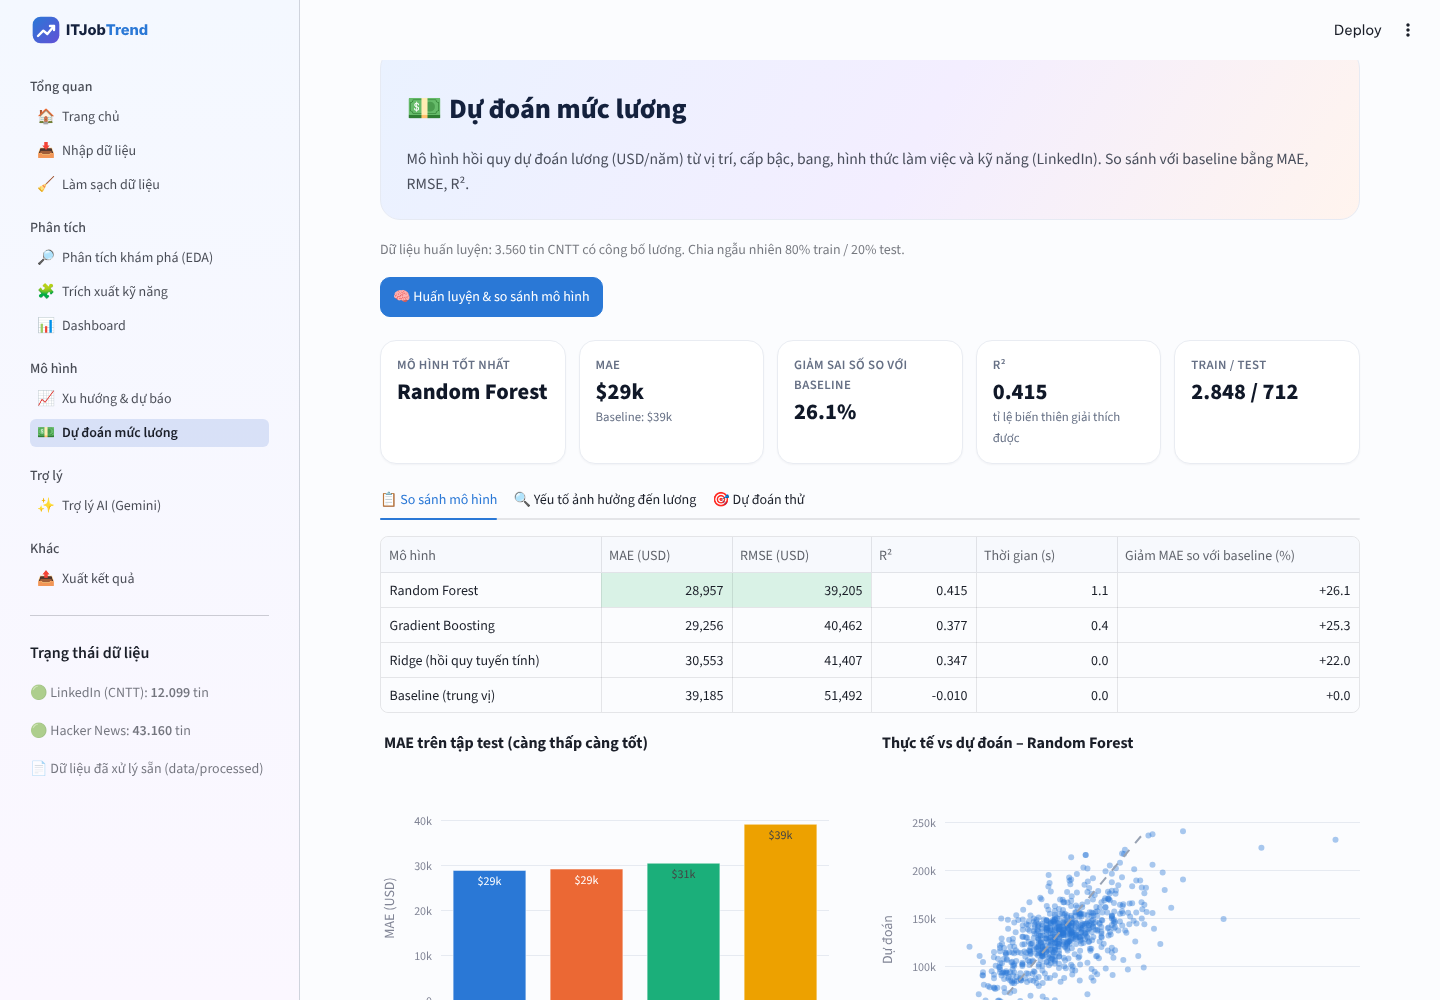 ITJobTrend
Deploy
Tổng quan
🏠 Trang chủ
📥 Nhập dữ liệu
🧹 Làm sạch dữ liệu
Phân tích
🔎 Phân tích khám phá (EDA)
🧩 Trích xuất kỹ năng
📊 Dashboard
Mô hình
📈 Xu hướng & dự báo
💵 Dự đoán mức lương
Trợ lý
✨ Trợ lý AI (Gemini)
Khác
📤 Xuất kết quả
Trạng thái dữ liệu
🟢 LinkedIn (CNTT): 12.099 tin
🟢 Hacker News: 43.160 tin
📄 Dữ liệu đã xử lý sẵn (data/processed)
💵 Dự đoán mức lương
Mô hình hồi quy dự đoán lương (USD/năm) từ vị trí, cấp bậc, bang, hình thức làm việc và kỹ năng (LinkedIn). So sánh với baseline bằng MAE,
RMSE, R².
Dữ liệu huấn luyện: 3.560 tin CNTT có công bố lương. Chia ngẫu nhiên 80% train / 20% test.
🧠 Huấn luyện & so sánh mô hình
MÔ HÌNH TỐT NHẤT
Random Forest
MAE
$29k
Baseline: $39k
GIẢM SAI SỐ SO VỚI
BASELINE
26.1%
R²
0.415
tỉ lệ biến thiên giải thích
được
TRAIN / TEST
2.848 / 712
📋 So sánh mô hình 🔍 Yếu tố ảnh hưởng đến lương 🎯 Dự đoán thử
Mô hình MAE (USD) RMSE (USD) R² Thời gian (s) Giảm MAE so với baseline (%)
Random Forest 28,957 39,205 0.415 1.1 +26.1
Gradient Boosting 29,256 40,462 0.377 0.4 +25.3
Ridge (hồi quy tuyến tính) 30,553 41,407 0.347 0.0 +22.0
Baseline (trung vị) 39,185 51,492 -0.010 0.0 +0.0
MAE trên tập test (càng thấp càng tốt)
40k
30k
20k
10k
MAE (USD)
$29k
$29k
$31k
$39k
Thực tế vs dự đoán – Random Forest
250k
200k
150k
100k
Dự đoán